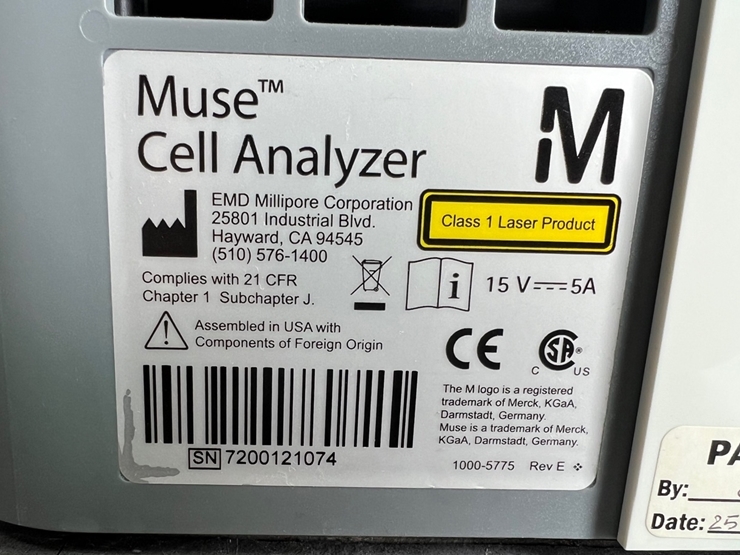 Muse™
Cell Analyzer
M
EMD Millipore Corporation
25801 Industrial Blvd.
Hayward, CA 94545
(510) 576-1400
Class 1 Laser Product
Complies with 21 CFR
Chapter 1 Subchapter J.
i
15 V⎓5A
Assembled in USA with
Components of Foreign Origin
!
CE
C SA® US
The M logo is a registered
trademark of Merck, KGaA,
Darmstadt, Germany.
Muse is a trademark of Merck,
KGaA, Darmstadt, Germany.
SN 7200121074
1000-5775 Rev E
By:
Date: 25